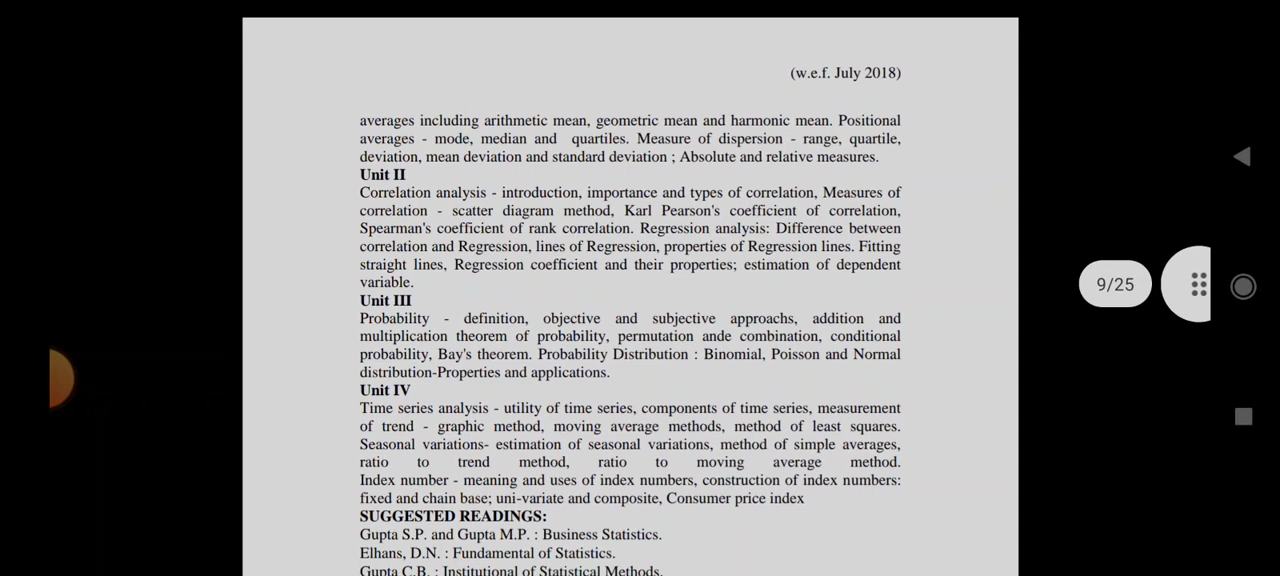 (w.e.f. July 2018)
averages including arithmetic mean, geometric mean and harmonic mean. Positional
averages - mode, median and quartiles. Measure of dispersion - range, quartile,
deviation, mean deviation and standard deviation ; Absolute and relative measures.
Unit II
Correlation analysis - introduction, importance and types of correlation, Measures of
correlation - scatter diagram method, Karl Pearson's coefficient of correlation,
Spearman's coefficient of rank correlation. Regression analysis: Difference between
correlation and Regression, lines of Regression, properties of Regression lines. Fitting
straight lines, Regression coefficient and their properties; estimation of dependent
variable.
Unit III
Probability - definition, objective and subjective approachs, addition and
multiplication theorem of probability, permutation ande combination, conditional
probability, Bay's theorem. Probability Distribution : Binomial, Poisson and Normal
distribution-Properties and applications.
Unit IV
Time series analysis - utility of time series, components of time series, measurement
of trend - graphic method, moving average methods, method of least squares.
Seasonal variations- estimation of seasonal variations, method of simple averages,
ratio to trend method, ratio to moving average method.
Index number - meaning and uses of index numbers, construction of index numbers:
fixed and chain base; uni-variate and composite, Consumer price index
SUGGESTED READINGS:
Gupta S.P. and Gupta M.P. : Business Statistics.
Elhans, D.N. : Fundamental of Statistics.
Gupta C.B. : Institutional of Statistical Methods.
9/25